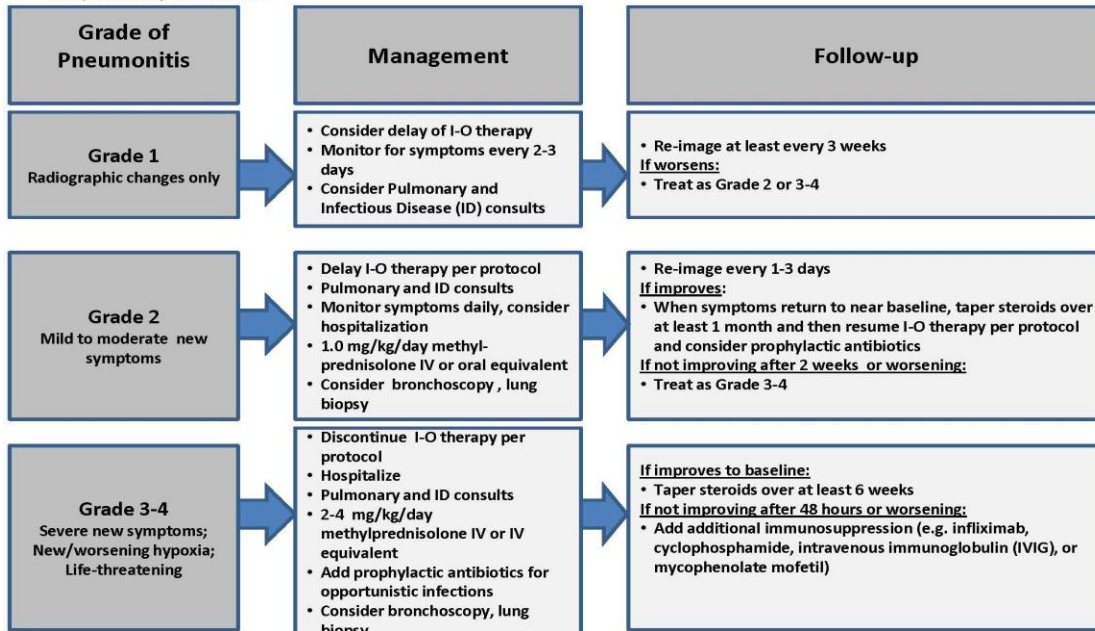 Grade of
Pneumonitis
Management
Follow-up
Grade 1
Radiographic changes only
• Consider delay of I-O therapy
• Monitor for symptoms every 2-3
days
• Consider Pulmonary and
Infectious Disease (ID) consults
• Re-image at least every 3 weeks
If worsens:
• Treat as Grade 2 or 3-4
Grade 2
Mild to moderate new
symptoms
• Delay I-O therapy per protocol
• Pulmonary and ID consults
• Monitor symptoms daily, consider
hospitalization
• 1.0 mg/kg/day methyl-
prednisolone IV or oral equivalent
• Consider bronchoscopy , lung
biopsy
• Re-image every 1-3 days
If improves:
• When symptoms return to near baseline, taper steroids over
at least 1 month and then resume I-O therapy per protocol
and consider prophylactic antibiotics
If not improving after 2 weeks or worsening:
• Treat as Grade 3-4
Grade 3-4
Severe new symptoms;
New/worsening hypoxia;
Life-threatening
• Discontinue I-O therapy per
protocol
• Hospitalize
• Pulmonary and ID consults
• 2-4 mg/kg/day
methylprednisolone IV or IV
equivalent
• Add prophylactic antibiotics for
opportunistic infections
• Consider bronchoscopy, lung
biopsy
If improves to baseline:
• Taper steroids over at least 6 weeks
If not improving after 48 hours or worsening:
• Add additional immunosuppression (e.g. infliximab,
cyclophosphamide, intravenous immunoglobulin (IVIG), or
mycophenolate mofetil)